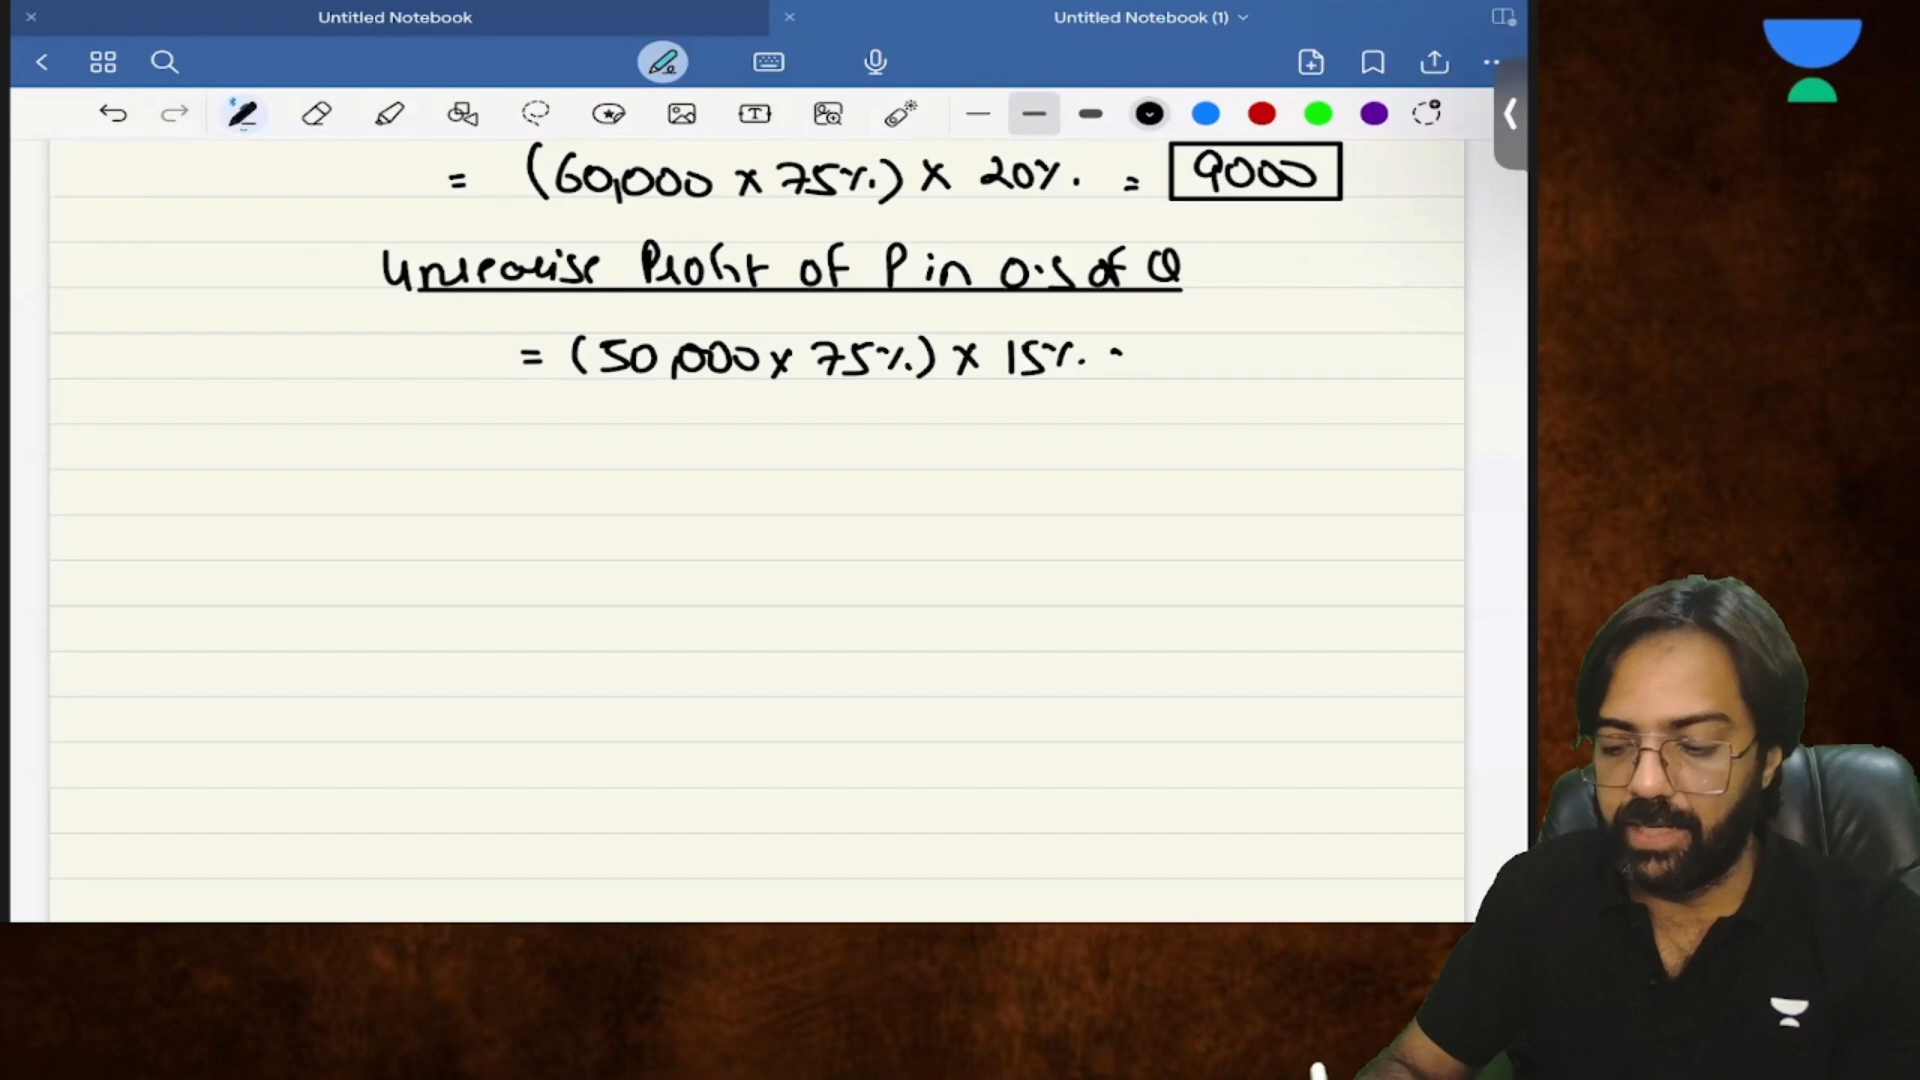 Untitled Notebook
Untitled Notebook (1)
= (60,000 x 75%) x 20% = 9000
Unrealise Profit of P in O.S of Q
= (50,000 x 75%) x 15%